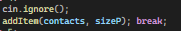 cin.ignore();
addItem(contacts, sizeP); break;